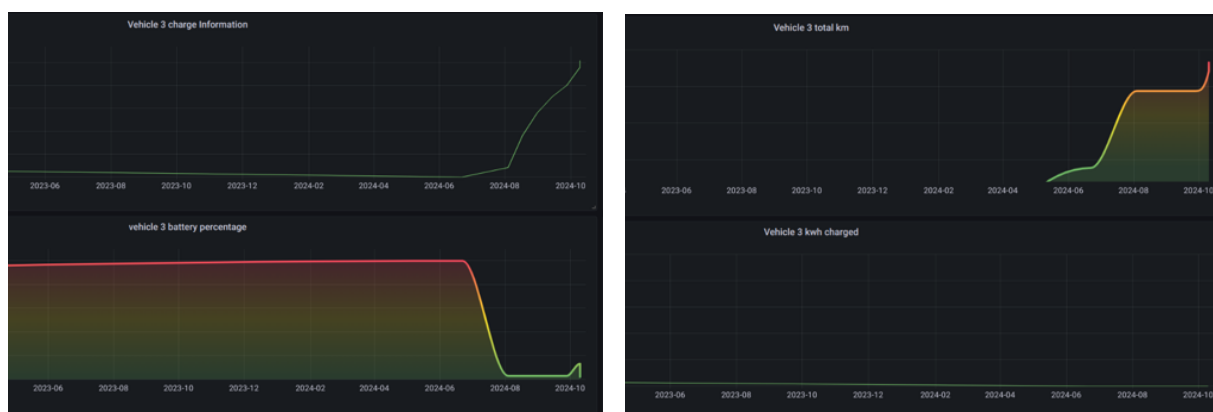 Vehicle 3 charge Information
2023-06 2023-08 2023-10 2023-12 2024-02 2024-04 2024-06 2024-08 2024-10
vehicle 3 battery percentage
2023-06 2023-08 2023-10 2023-12 2024-02 2024-04 2024-06 2024-08 2024-10
Vehicle 3 total km
2023-06 2023-08 2023-10 2023-12 2024-02 2024-04 2024-06 2024-08 2024-10
Vehicle 3 kwh charged
2023-06 2023-08 2023-10 2023-12 2024-02 2024-04 2024-06 2024-08 2024-10